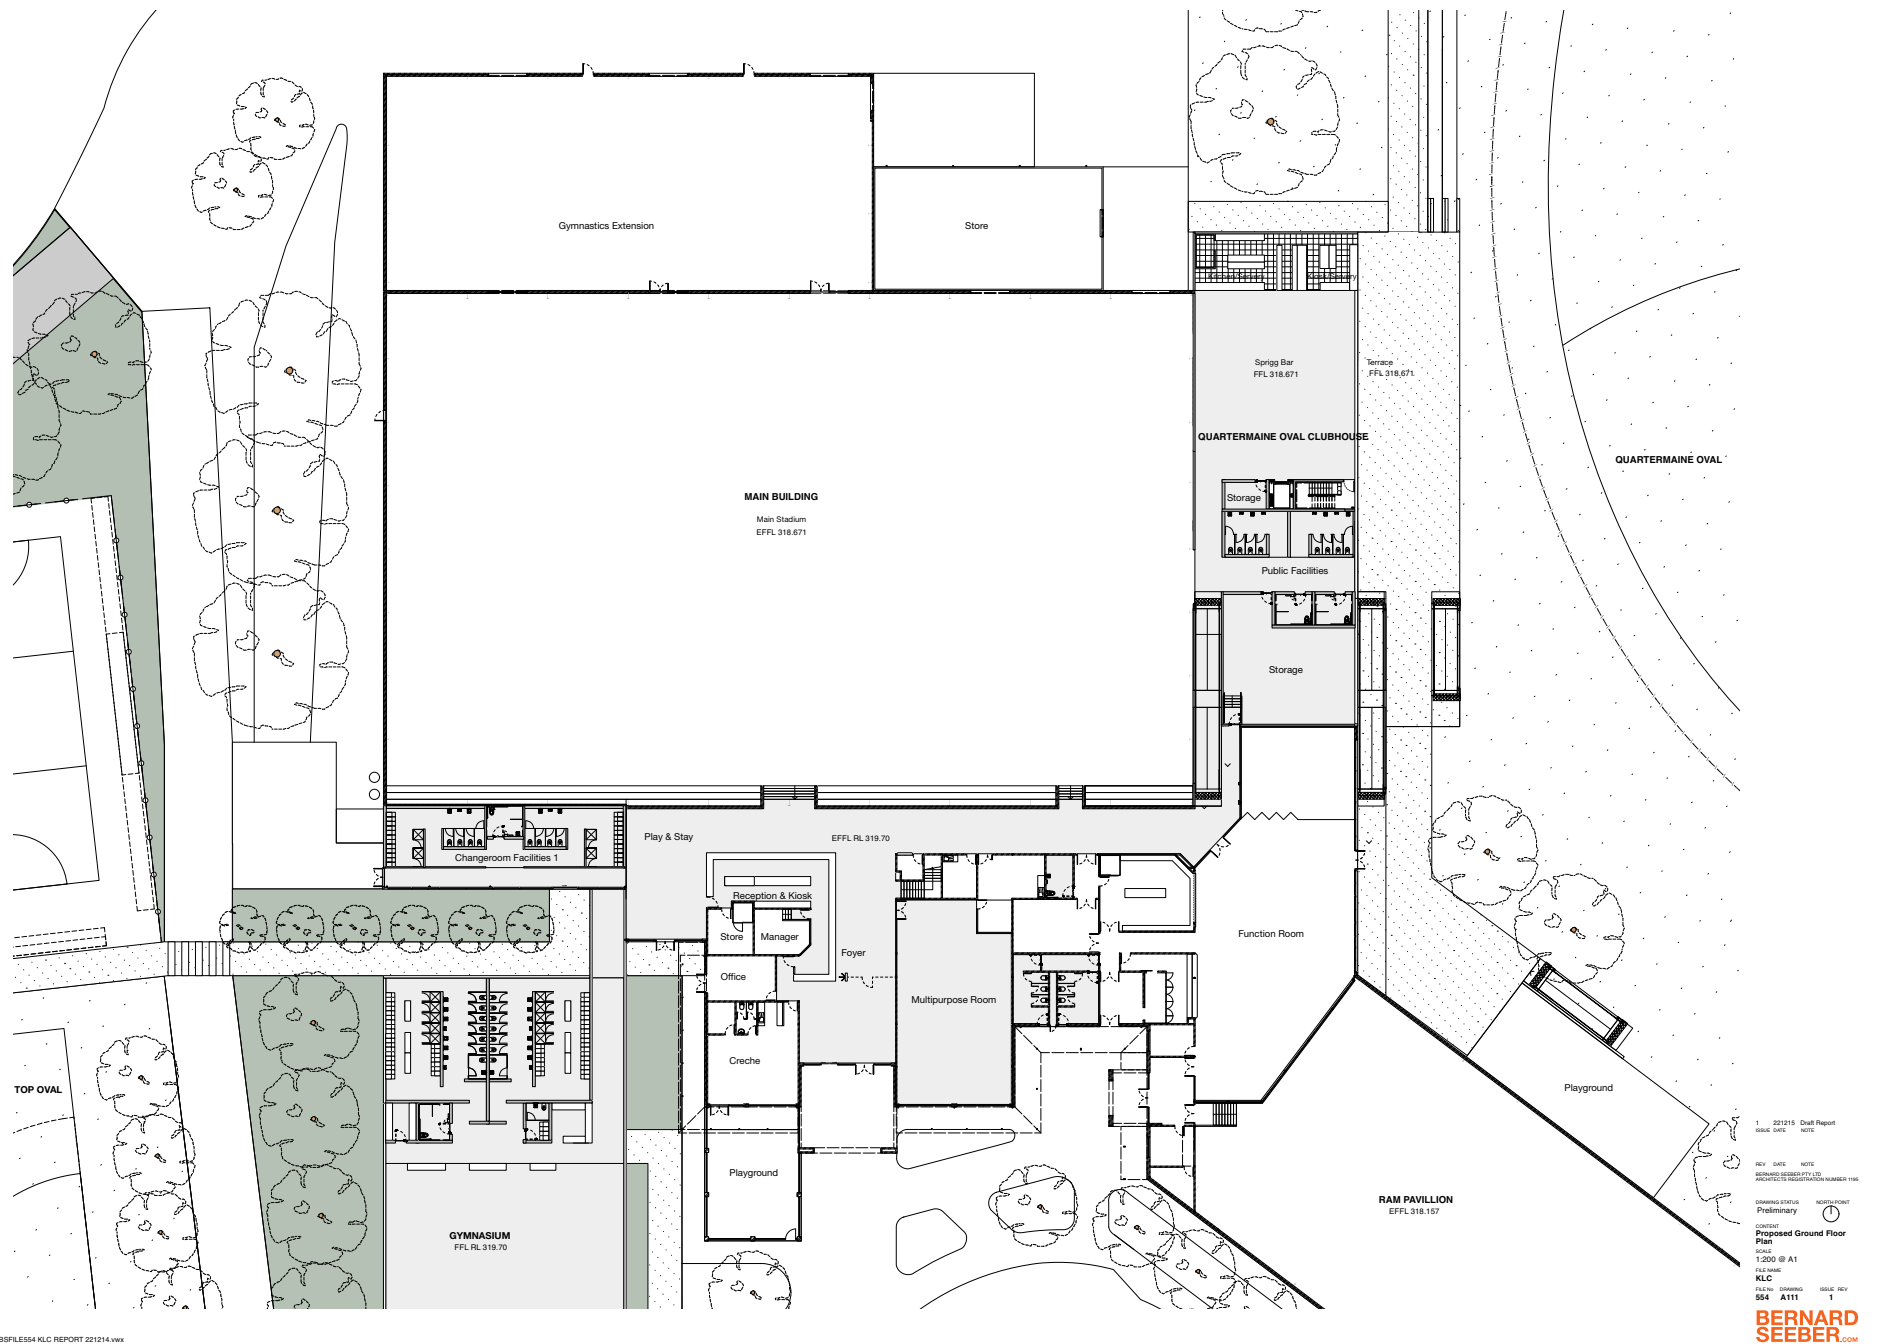 Gymnastics Extension
Store
Kitchen/Servery
Kiosk/Servery
Sprigg Bar
FFL 318.671
Terrace
FFL 318.671
QUARTERMAINE OVAL CLUBHOUSE
QUARTERMAINE OVAL
MAIN BUILDING
Main Stadium
EFFL 318.671
Storage
Public Facilities
Storage
Play & Stay
EFFL RL 319.70
Changeroom Facilities 1
Reception & Kiosk
Store
Manager
Foyer
Function Room
Office
Multipurpose Room
Creche
TOP OVAL
Playground
Playground
GYMNASIUM
FFL RL 319.70
RAM PAVILLION
EFFL 318.157
1 221215 Draft Report
ISSUE DATE NOTE
REV DATE NOTE
BERNARD SEEBER PTY LTD
ARCHITECTS REGISTRATION NUMBER 1195
DRAWING STATUS NORTH POINT
Preliminary
CONTENT
Proposed Ground Floor
Plan
SCALE
1:200 @ A1
FILE NAME
KLC
FILE No. DRAWING ISSUE REV
554 A111 1
BERNARD
SEEBER.COM
BSFILE554 KLC REPORT 221214.vwx